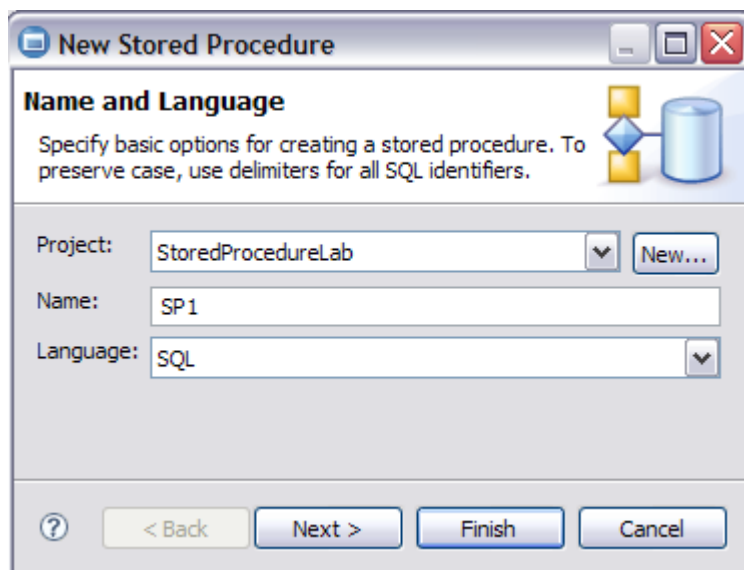 New Stored Procedure
Name and Language
Specify basic options for creating a stored procedure. To
preserve case, use delimiters for all SQL identifiers.
Project: StoredProcedureLab New...
Name: SP1
Language: SQL
? < Back Next > Finish Cancel